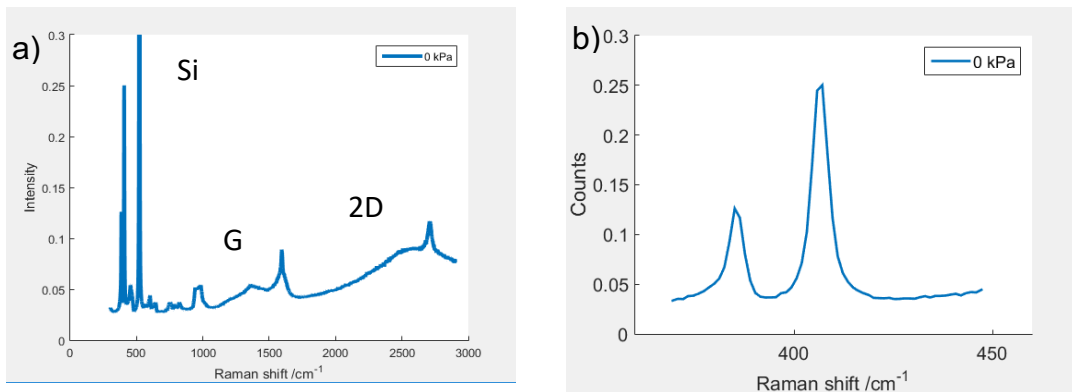 a)
0 kPa
Si
G
2D
Intensity
0.3
0.25
0.2
0.15
0.1
0.05
0
0 500 1000 1500 2000 2500 3000
Raman shift /cm-1
b)
0 kPa
Counts
0.3
0.25
0.2
0.15
0.1
0.05
0
400 450
Raman shift /cm-1